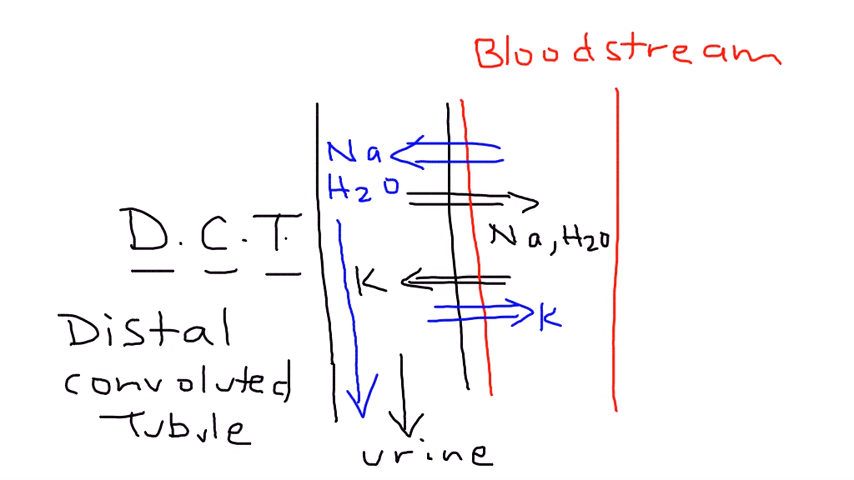 Bloodstream
Na
H2O
D.C.T.
Na, H2O
K
K
Distal
convoluted
Tubule
urine